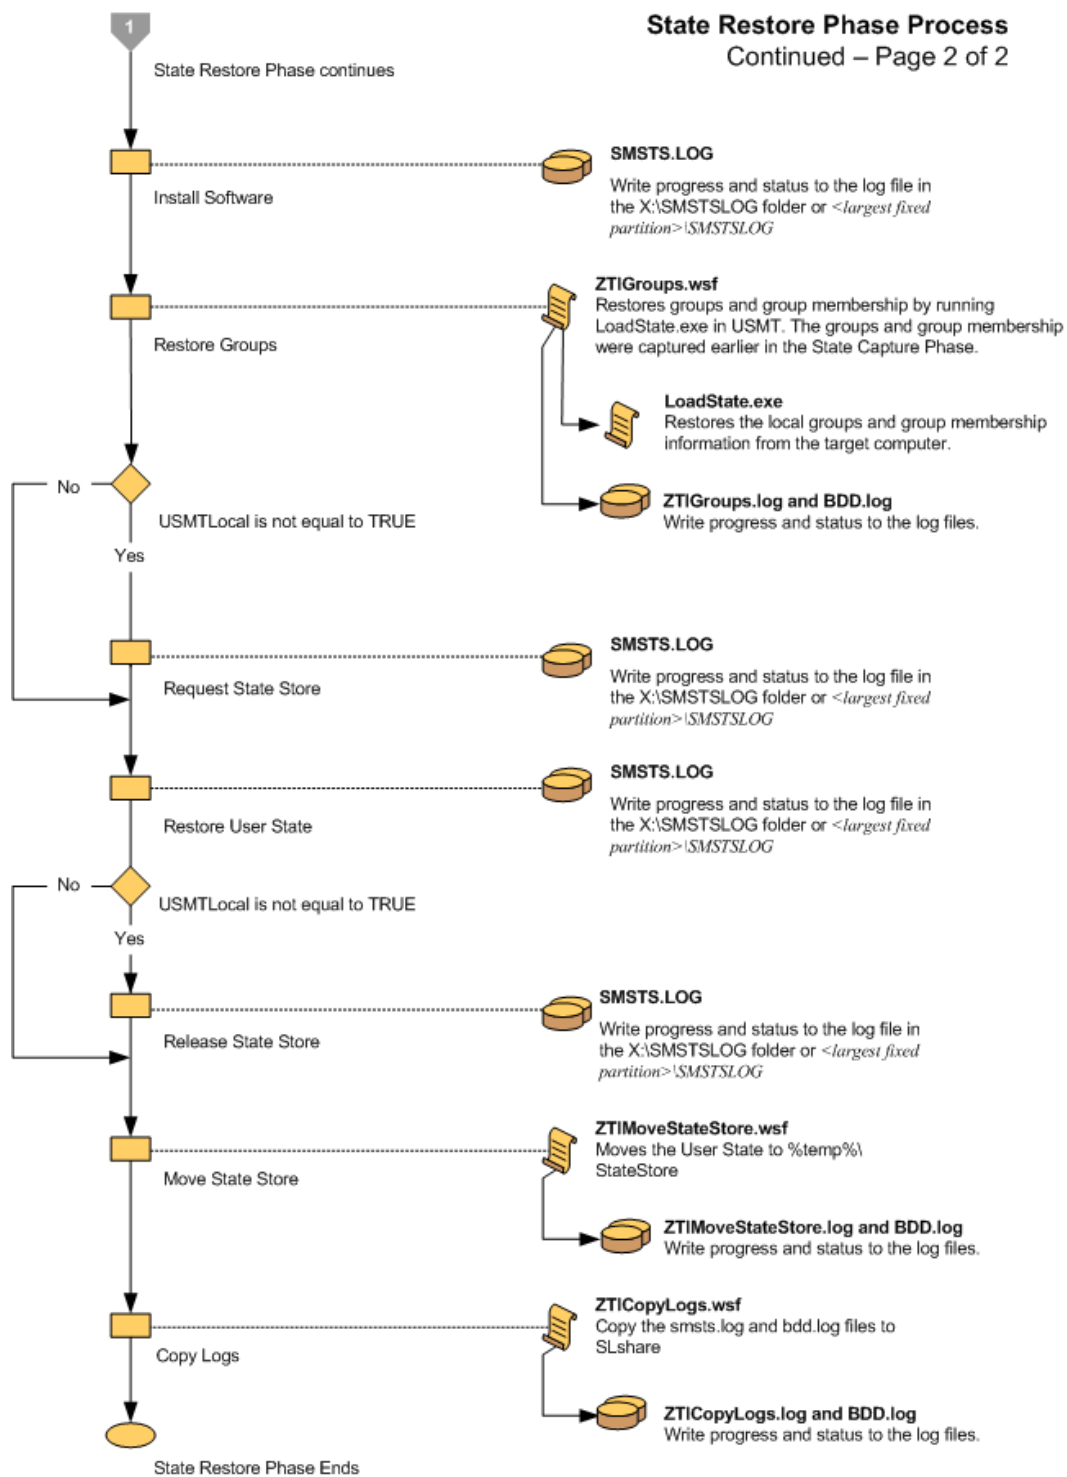 State Restore Phase Process
Continued – Page 2 of 2
1
State Restore Phase continues
Install Software
SMSTS.LOG
Write progress and status to the log file in
the X:\SMSTSLOG folder or <largest fixed
partition>\SMSTSLOG
Restore Groups
ZTIGroups.wsf
Restores groups and group membership by running
LoadState.exe in USMT. The groups and group membership
were captured earlier in the State Capture Phase.
LoadState.exe
Restores the local groups and group membership
information from the target computer.
ZTIGroups.log and BDD.log
Write progress and status to the log files.
No
USMTLocal is not equal to TRUE
Yes
Request State Store
SMSTS.LOG
Write progress and status to the log file in
the X:\SMSTSLOG folder or <largest fixed
partition>\SMSTSLOG
Restore User State
SMSTS.LOG
Write progress and status to the log file in
the X:\SMSTSLOG folder or <largest fixed
partition>\SMSTSLOG
No
USMTLocal is not equal to TRUE
Yes
Release State Store
SMSTS.LOG
Write progress and status to the log file in
the X:\SMSTSLOG folder or <largest fixed
partition>\SMSTSLOG
Move State Store
ZTIMoveStateStore.wsf
Moves the User State to %temp%\
StateStore
ZTIMoveStateStore.log and BDD.log
Write progress and status to the log files.
Copy Logs
ZTICopyLogs.wsf
Copy the smsts.log and bdd.log files to
SLshare
ZTICopyLogs.log and BDD.log
Write progress and status to the log files.
State Restore Phase Ends